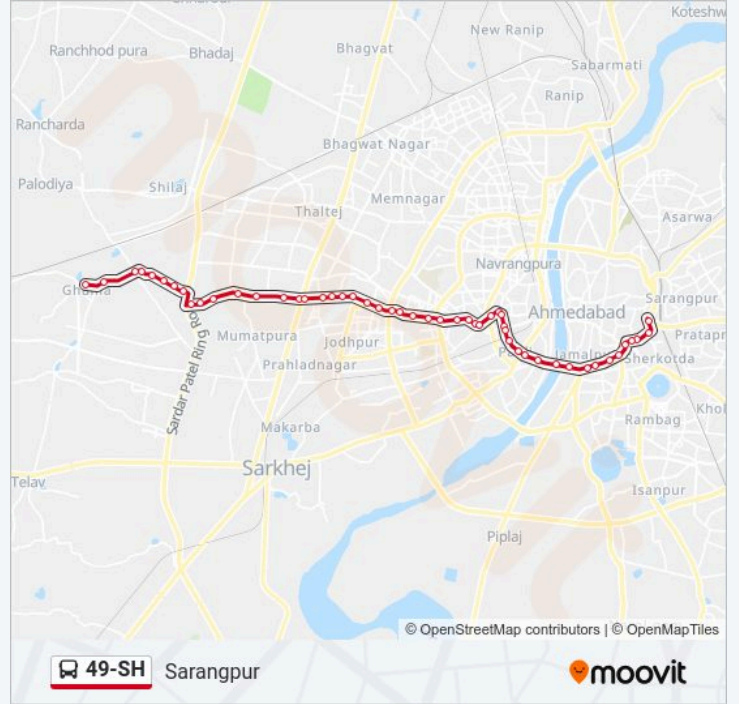 Koteshw
New Ranip
Ranchhod pura
Bhadaj
Bhagvat
Sabarmati
Ranip
Rancharda
Bhagwat Nagar
Palodiya
Shilaj
Memnagar
Thaltej
Asarwa
Navrangpura
Ghuma
Sarangpur
Ahmedabad
Mumatpura
Jodhpur
Pratapr
Jamalpur
Sherkotda
Prahladnagar
Sardar Patel Ring Road
Rambag
Khol
Makarba
Sarkhej
Telav
Isanpur
Piplaj
© OpenStreetMap contributors | © OpenMapTiles
49-SH Sarangpur
moovit